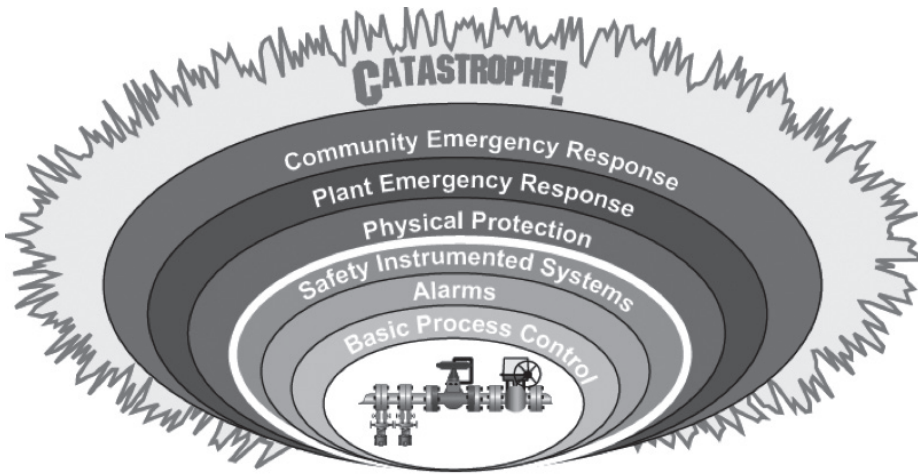 CATASTROPHE!
Community Emergency Response
Plant Emergency Response
Physical Protection
Safety Instrumented Systems
Alarms
Basic Process Control